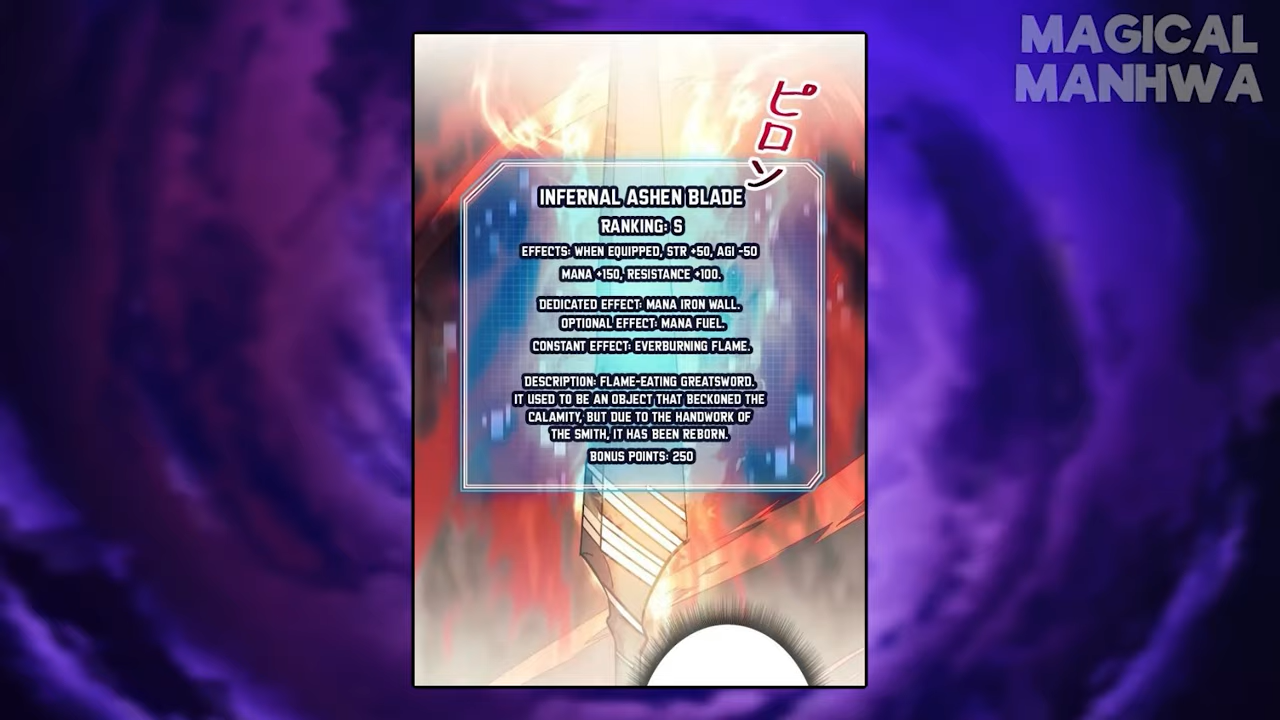 MAGICAL
MANHWA
ピロン
INFERNAL ASHEN BLADE
RANKING: S
EFFECTS: WHEN EQUIPPED, STR +50, AGI -50
MANA +150, RESISTANCE +100.
DEDICATED EFFECT: MANA IRON WALL.
OPTIONAL EFFECT: MANA FUEL.
CONSTANT EFFECT: EVERBURNING FLAME.
DESCRIPTION: FLAME-EATING GREATSWORD.
IT USED TO BE AN OBJECT THAT BECKONED THE
CALAMITY, BUT DUE TO THE HANDWORK OF
THE SMITH, IT HAS BEEN REBORN.
BONUS POINTS: 250